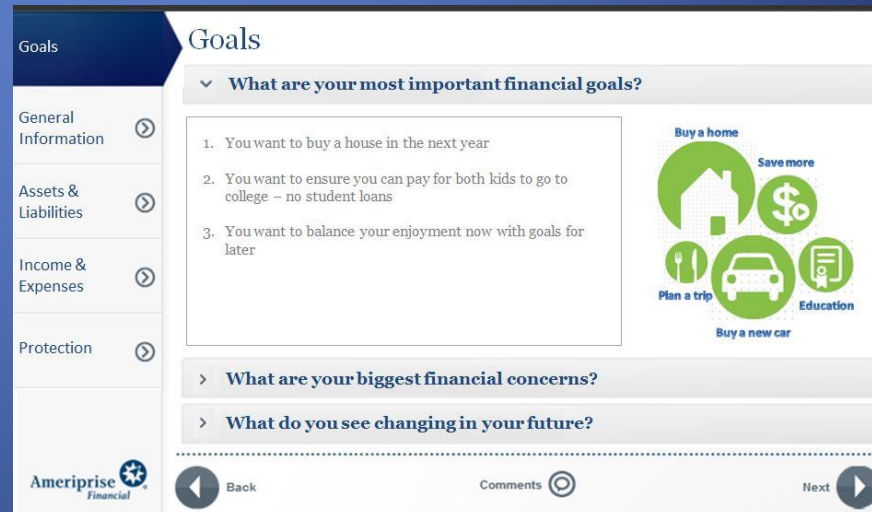 Goals
General
Information
Assets &
Liabilities
Income &
Expenses
Protection
Ameriprise
Financial
Goals
What are your most important financial goals?
1. You want to buy a house in the next year
2. You want to ensure you can pay for both kids to go to
college – no student loans
3. You want to balance your enjoyment now with goals for
later
Buy a home
Save more
Plan a trip
Education
Buy a new car
What are your biggest financial concerns?
What do you see changing in your future?
Back
Comments
Next